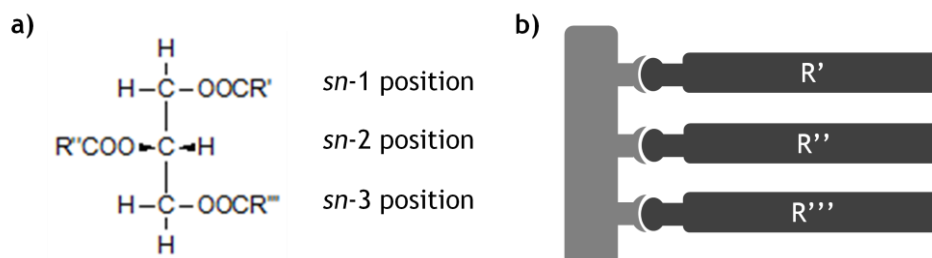 a)
H
H–C–OOCR'
sn-1 position
R''COO–C–H
sn-2 position
H–C–OOCR'''
sn-3 position
H
b)
R'
R''
R'''